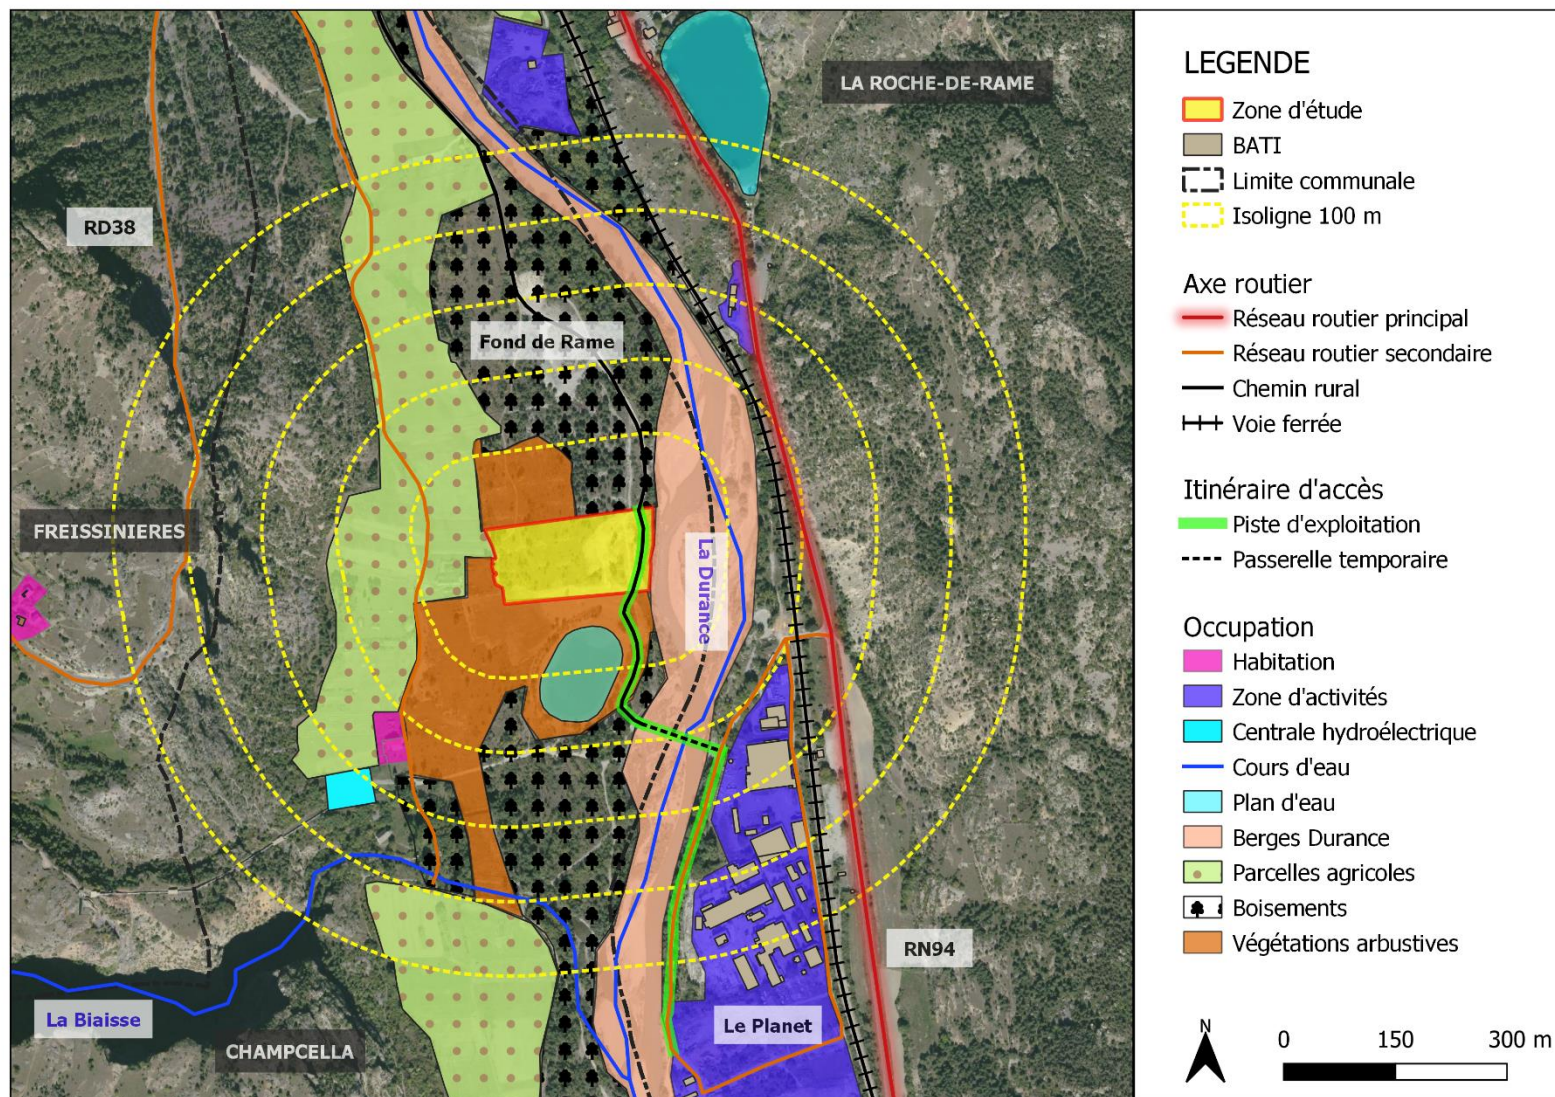 LA ROCHE-DE-RAME
RD38
Fond de Rame
FREISSINIERES
La Durance
RN94
Le Planet
La Biaisse
CHAMPCELLA
LEGENDE
Zone d'étude
BATI
Limite communale
Isoligne 100 m
Axe routier
Réseau routier principal
Réseau routier secondaire
Chemin rural
Voie ferrée
Itinéraire d'accès
Piste d'exploitation
Passerelle temporaire
Occupation
Habitation
Zone d'activités
Centrale hydroélectrique
Cours d'eau
Plan d'eau
Berges Durance
Parcelles agricoles
Boisements
Végétations arbustives
N
0 150 300 m